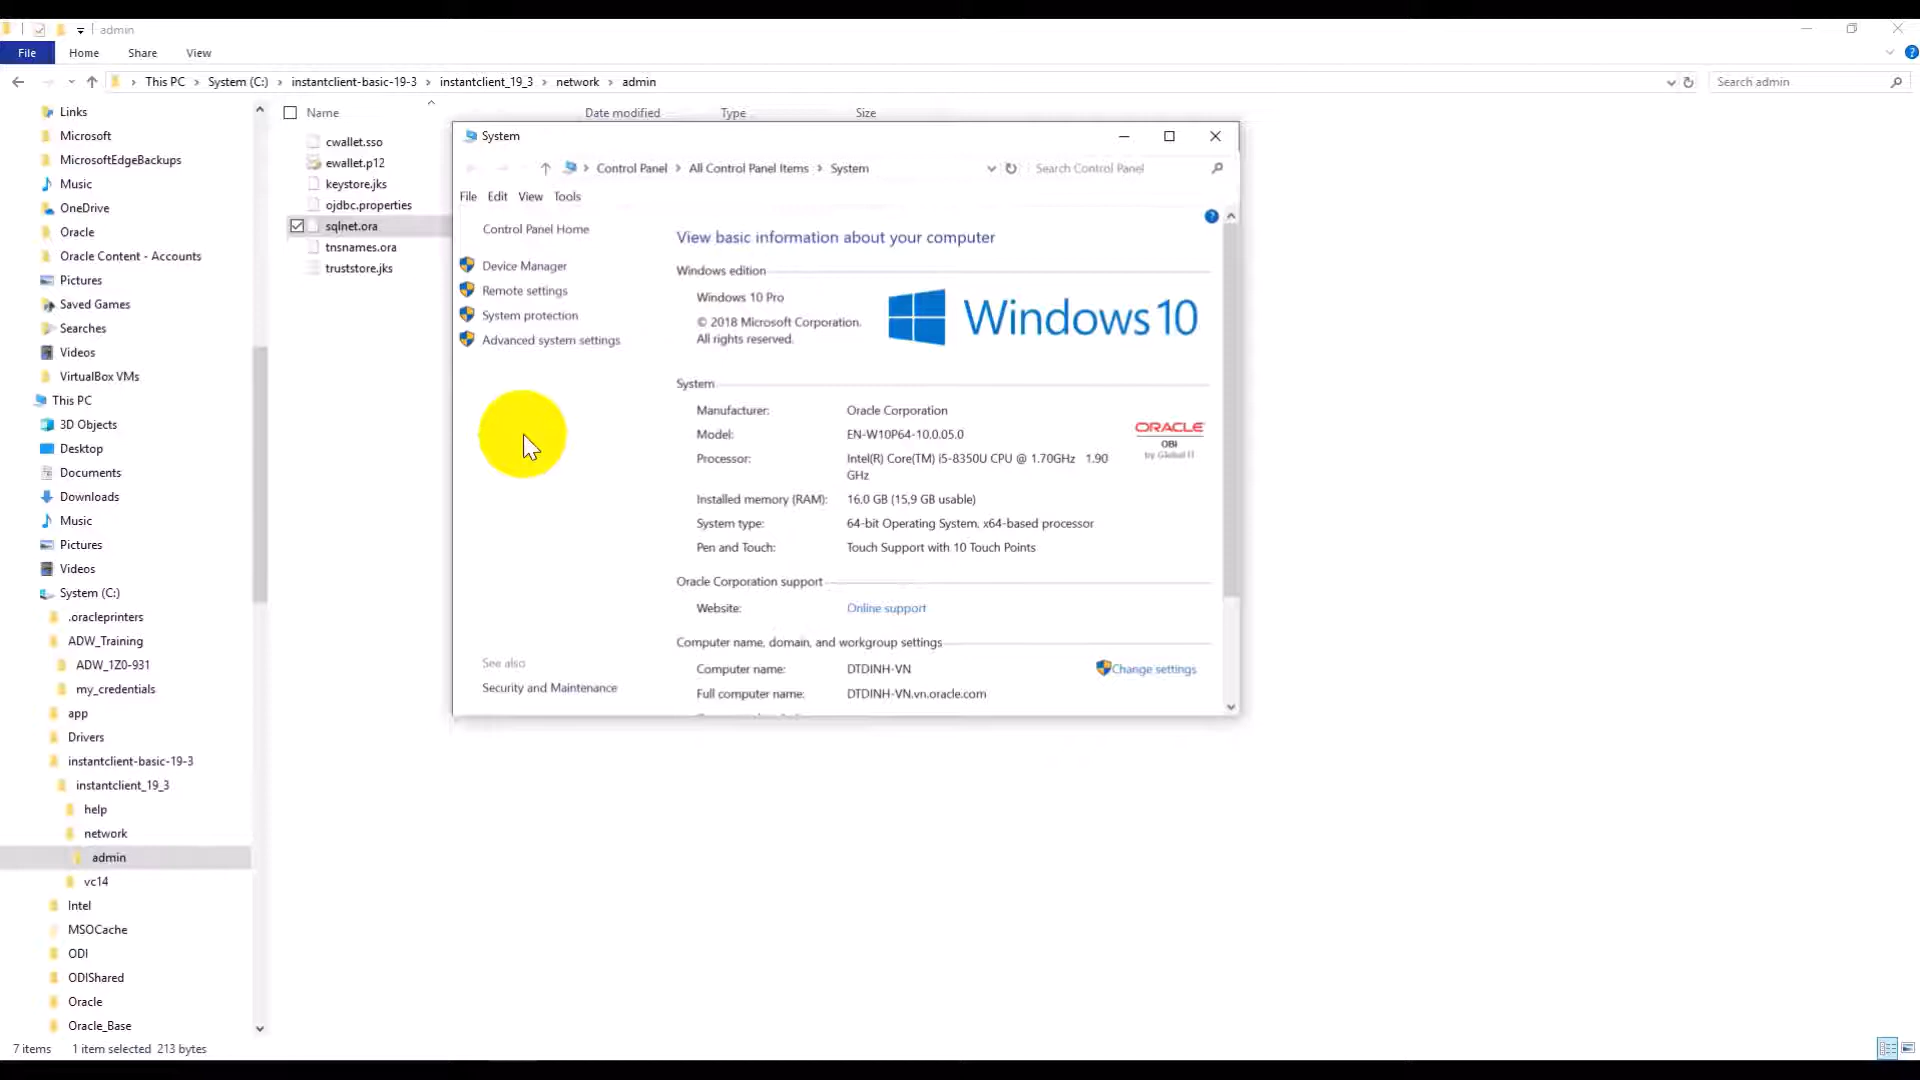 admin
File Home Share View
This PC System (C:) instantclient-basic-19-3 instantclient_19_3 network admin
Search admin
Links
Microsoft
MicrosoftEdgeBackups
Music
OneDrive
Oracle
Oracle Content - Accounts
Pictures
Saved Games
Searches
Videos
VirtualBox VMs
This PC
3D Objects
Desktop
Documents
Downloads
Music
Pictures
Videos
System (C:)
.oracleprinters
ADW_Training
ADW_1Z0-931
my_credentials
app
Drivers
instantclient-basic-19-3
instantclient_19_3
help
network
admin
vc14
Intel
MSOCache
ODI
ODIShared
Oracle
Oracle_Base
Name Date modified Type Size
cwallet.sso
ewallet.p12
keystore.jks
ojdbc.properties
sqlnet.ora
tnsnames.ora
truststore.jks
System
Control Panel All Control Panel Items System
Search Control Panel
File Edit View Tools
Control Panel Home
Device Manager
Remote settings
System protection
Advanced system settings
See also
Security and Maintenance
View basic information about your computer
Windows edition
Windows 10 Pro
© 2018 Microsoft Corporation.
All rights reserved.
Windows 10
System
Manufacturer: Oracle Corporation
Model: EN-W10P64-10.0.05.0
Processor: Intel(R) Core(TM) i5-8350U CPU @ 1.70GHz 1.90
GHz
Installed memory (RAM): 16,0 GB (15,9 GB usable)
System type: 64-bit Operating System, x64-based processor
Pen and Touch: Touch Support with 10 Touch Points
ORACLE
OBI
by Global IT
Oracle Corporation support
Website: Online support
Computer name, domain, and workgroup settings
Computer name: DTDINH-VN
Change settings
Full computer name: DTDINH-VN.vn.oracle.com
7 items 1 item selected 213 bytes